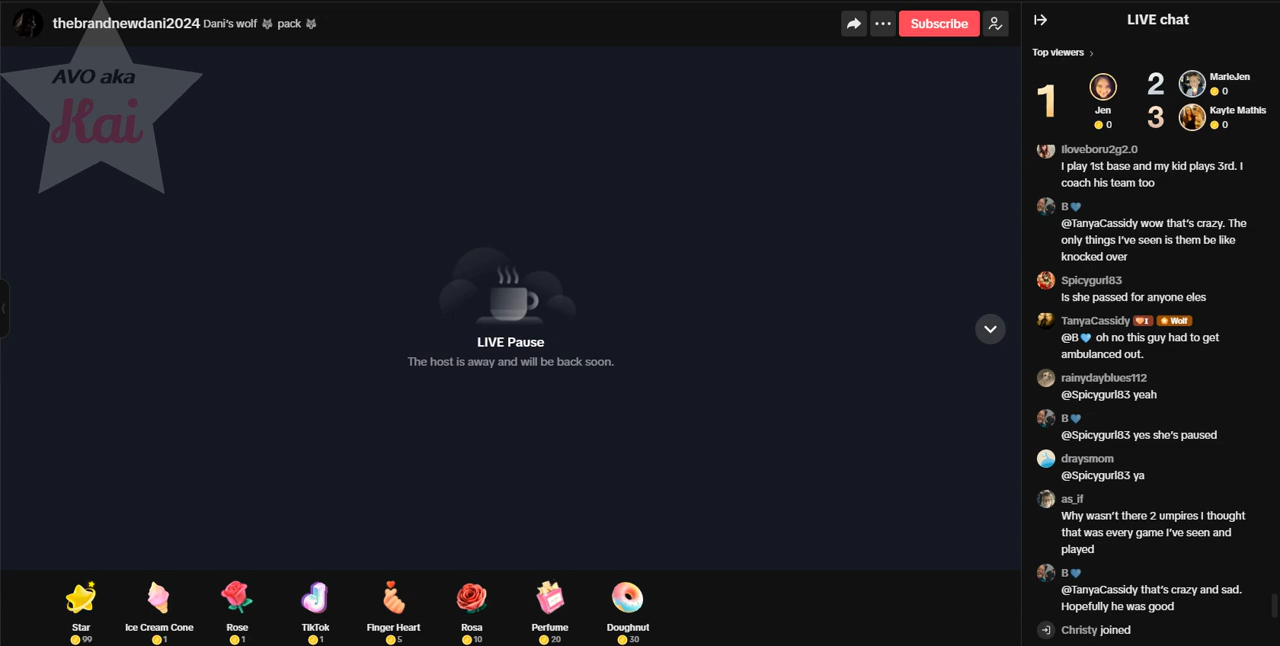 thebrandnewdani2024 Dani's wolf 🐺 pack 🐺
Subscribe
AVO aka
Kai
LIVE Pause
The host is away and will be back soon.
Star
99
Ice Cream Cone
1
Rose
1
TikTok
1
Finger Heart
5
Rosa
10
Perfume
20
Doughnut
30
LIVE chat
Top viewers
1
Jen
0
2
MarieJen
0
3
Kayte Mathis
0
Iloveboru2g2.0
I play 1st base and my kid plays 3rd. I
coach his team too
B💙
@TanyaCassidy wow that's crazy. The
only things I've seen is them be like
knocked over
Spicygurl83
Is she passed for anyone eles
TanyaCassidy I Wolf
@B💙 oh no this guy had to get
ambulanced out.
rainydayblues112
@Spicygurl83 yeah
B💙
@Spicygurl83 yes she's paused
draysmom
@Spicygurl83 ya
as_if
Why wasn't there 2 umpires I thought
that was every game I've seen and
played
B💙
@TanyaCassidy that's crazy and sad.
Hopefully he was good
Christy joined